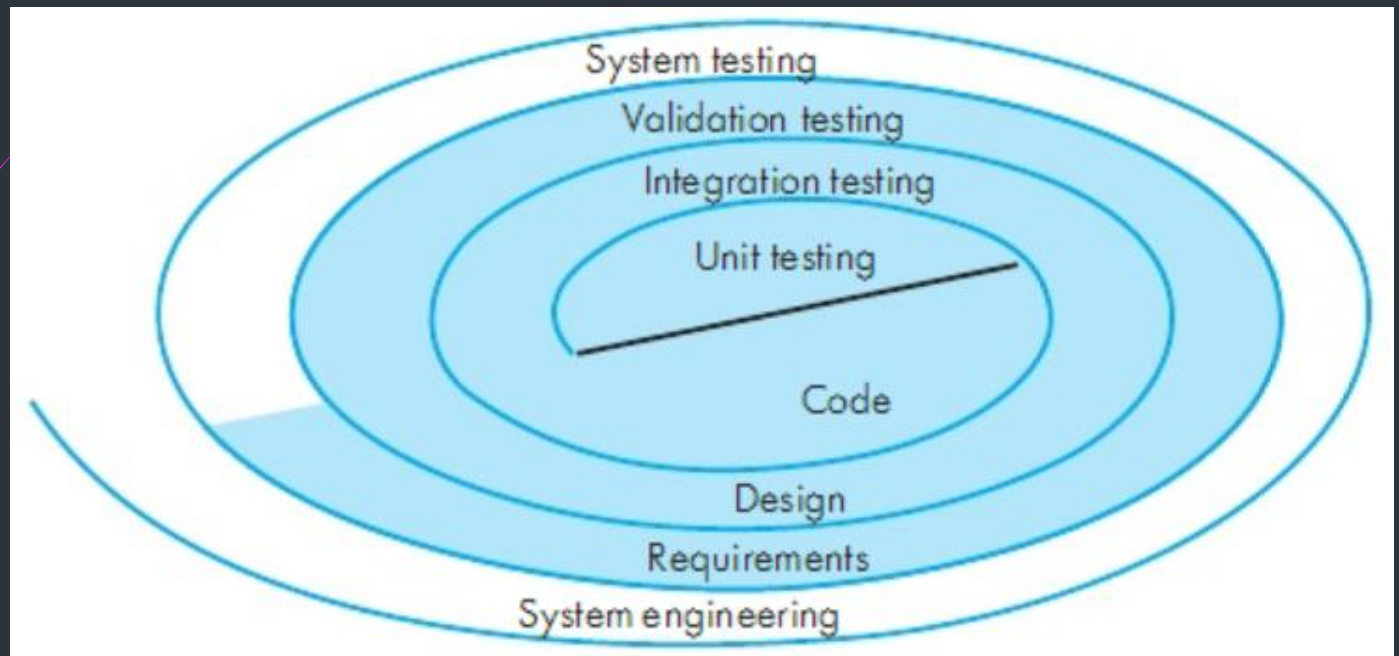 System testing
Validation testing
Integration testing
Unit testing
Code
Design
Requirements
System engineering